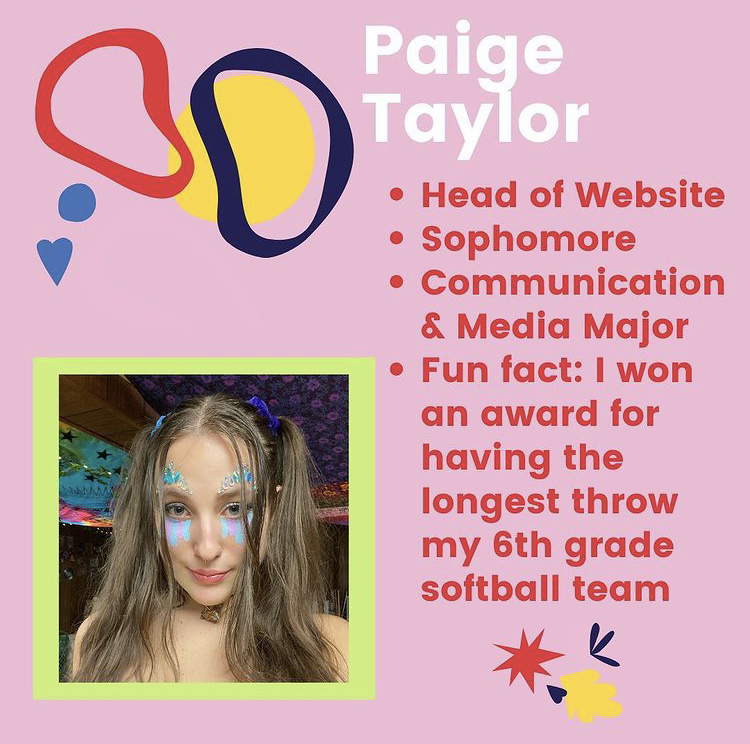 Paige
Taylor
• Head of Website
• Sophomore
• Communication
& Media Major
• Fun fact: I won
an award for
having the
longest throw
my 6th grade
softball team